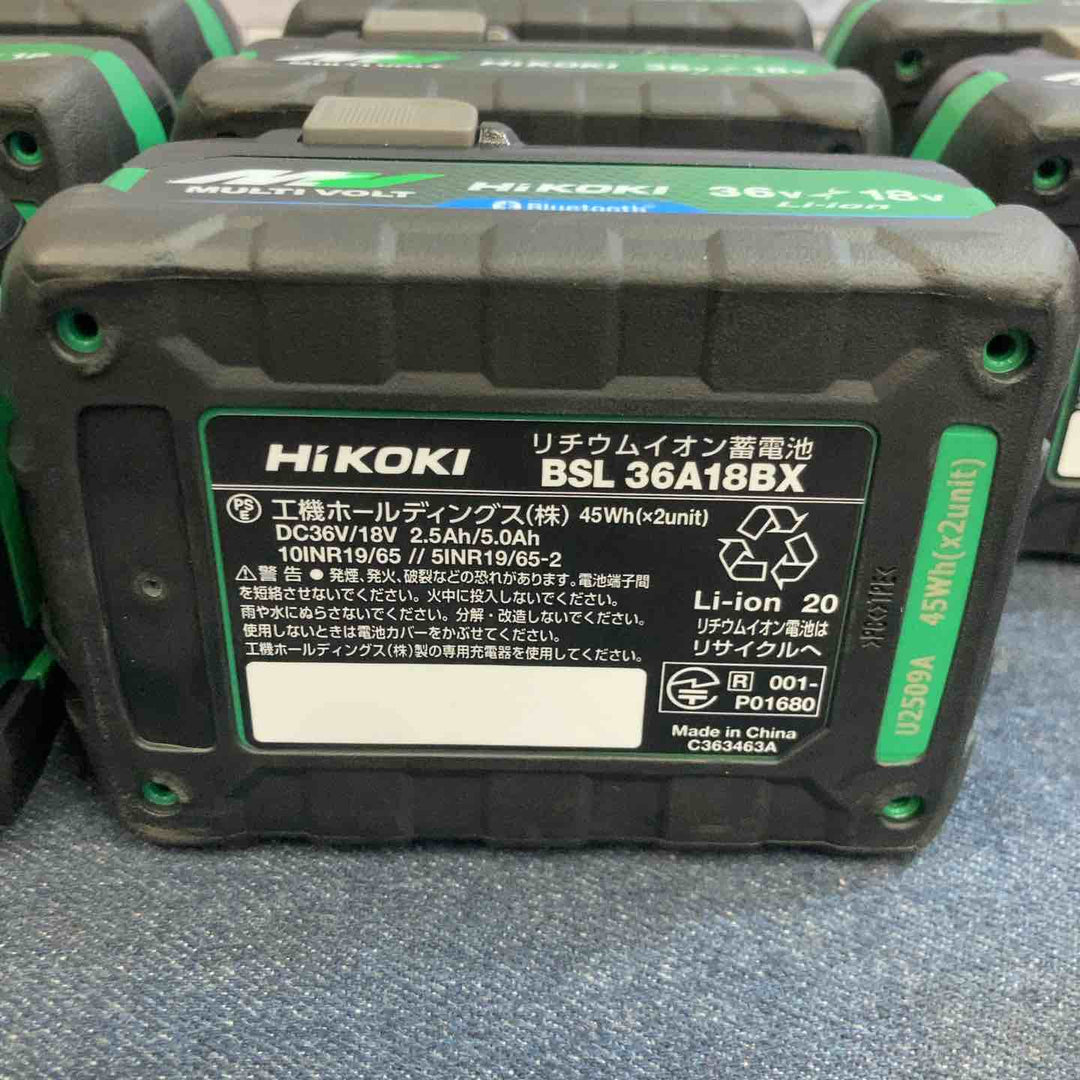 HiKOKI 36V⚡18V
MULTI VOLT HiKOKI 36V⚡18V
Bluetooth® Li-ion
HiKOKI
リチウムイオン蓄電池
BSL 36A18BX
PSE 工機ホールディングス(株) 45Wh(×2unit)
DC36V/18V 2.5Ah/5.0Ah
10INR19/65 // 5INR19/65-2
⚠警告 ● 発煙、発火、破裂などの恐れがあります。電池端子間
を短絡させないでください。火中に投入しないでください。
雨や水にぬらさないでください。分解・改造しないでください。
使用しないときは電池カバーをかぶせてください。
工機ホールディングス(株)製の専用充電器を使用してください。
Li-ion 20
リチウムイオン電池は
リサイクルへ
R 001-
P01680
Made in China
C363463A
U2509A 45Wh(x2unit)